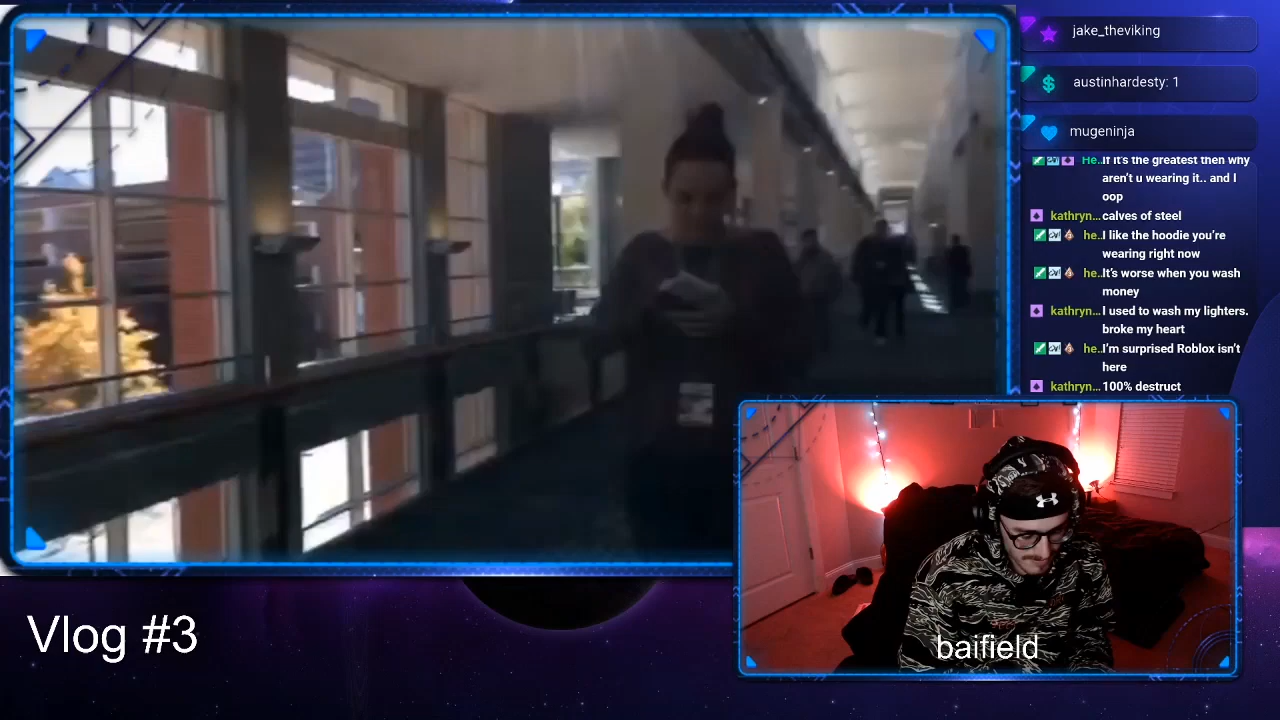 jake_theviking
austinhardesty: 1
mugeninja
He.. If it's the greatest then why
aren't u wearing it.. and I
oop
kathryn... calves of steel
he.. I like the hoodie you're
wearing right now
he.. It's worse when you wash
money
kathryn... I used to wash my lighters.
broke my heart
he.. I'm surprised Roblox isn't
here
kathryn... 100% destruct
Vlog #3
baifield